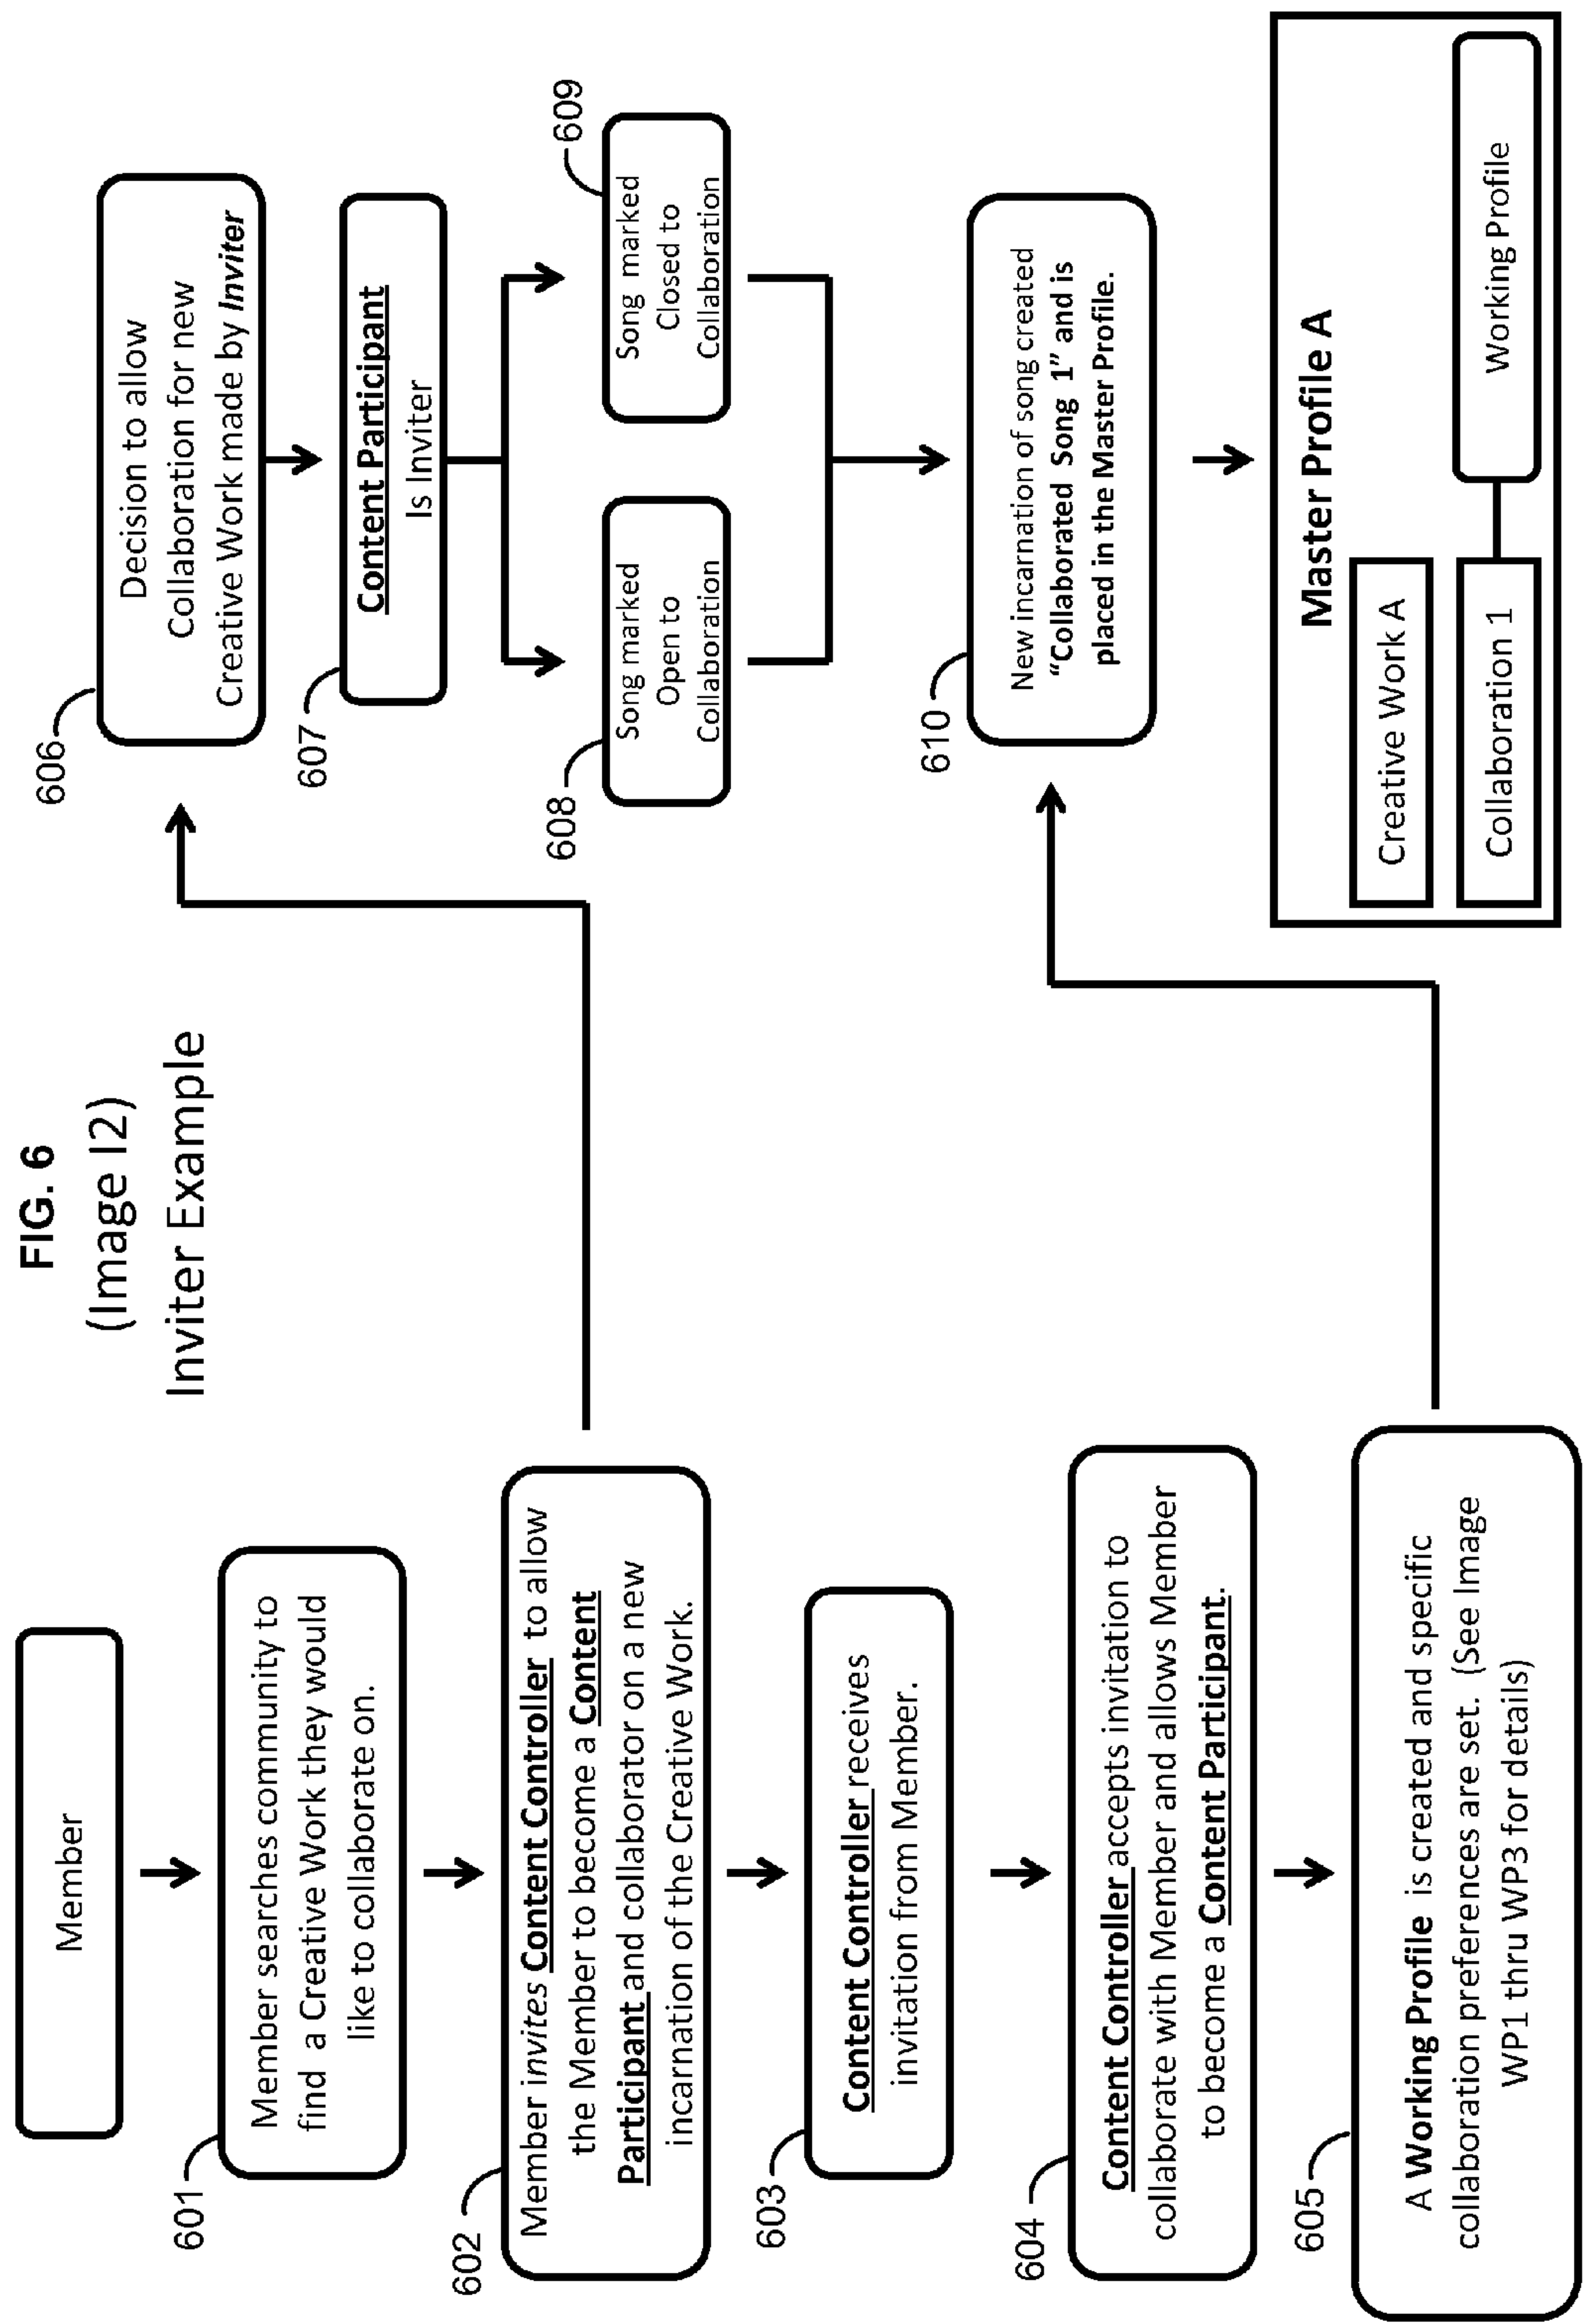 FIG. 6
(Image I2)
Inviter Example
Member
601
Member searches community to
find a Creative Work they would
like to collaborate on.
602
Member invites Content Controller to allow
the Member to become a Content
Participant and collaborator on a new
incarnation of the Creative Work.
603
Content Controller receives
invitation from Member.
604
Content Controller accepts invitation to
collaborate with Member and allows Member
to become a Content Participant.
605
A Working Profile is created and specific
collaboration preferences are set. (See Image
WP1 thru WP3 for details)
606
Decision to allow
Collaboration for new
Creative Work made by Inviter
607
Content Participant
Is Inviter
608
Song marked
Open to
Collaboration
609
Song marked
Closed to
Collaboration
610
New incarnation of song created
“Collaborated Song 1” and is
placed in the Master Profile.
Master Profile A
Creative Work A
Collaboration 1
Working Profile